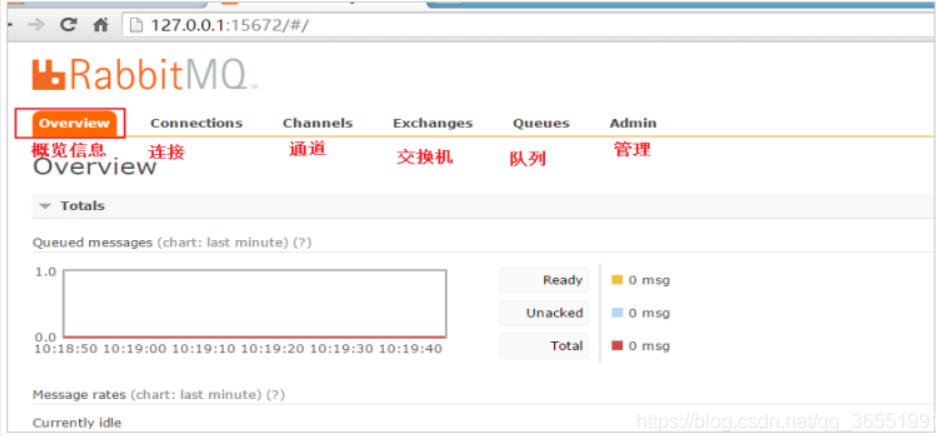 127.0.0.1:15672/#/
RabbitMQ
Overview Connections Channels Exchanges Queues Admin
概览信息 连接 通道 交换机 队列 管理
Overview
Totals
Queued messages (chart: last minute) (?)
1.0
Ready 0 msg
Unacked 0 msg
0.0
Total 0 msg
10:18:50 10:19:00 10:19:10 10:19:20 10:19:30 10:19:40
Message rates (chart: last minute) (?)
Currently idle
https://blog.csdn.net/qq_3655199